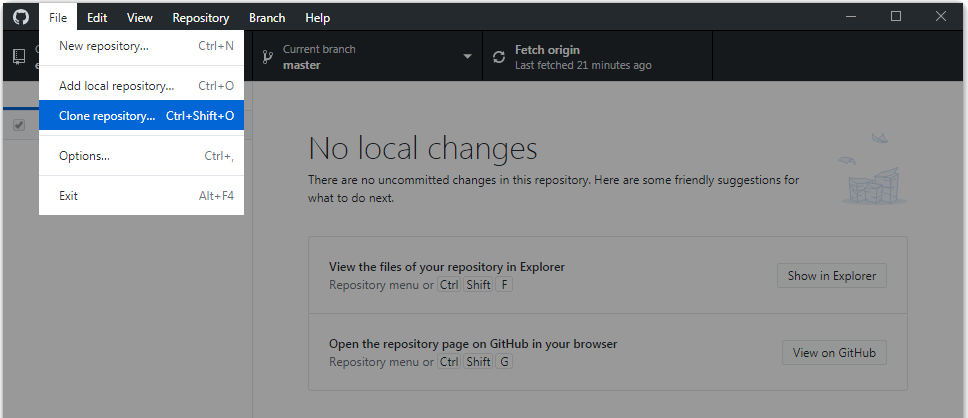 File Edit View Repository Branch Help
New repository... Ctrl+N
Add local repository... Ctrl+O
Clone repository... Ctrl+Shift+O
Options... Ctrl+,
Exit Alt+F4
Current branch
master
Fetch origin
Last fetched 21 minutes ago
No local changes
There are no uncommitted changes in this repository. Here are some friendly suggestions for
what to do next.
View the files of your repository in Explorer
Repository menu or Ctrl Shift F
Show in Explorer
Open the repository page on GitHub in your browser
Repository menu or Ctrl Shift G
View on GitHub